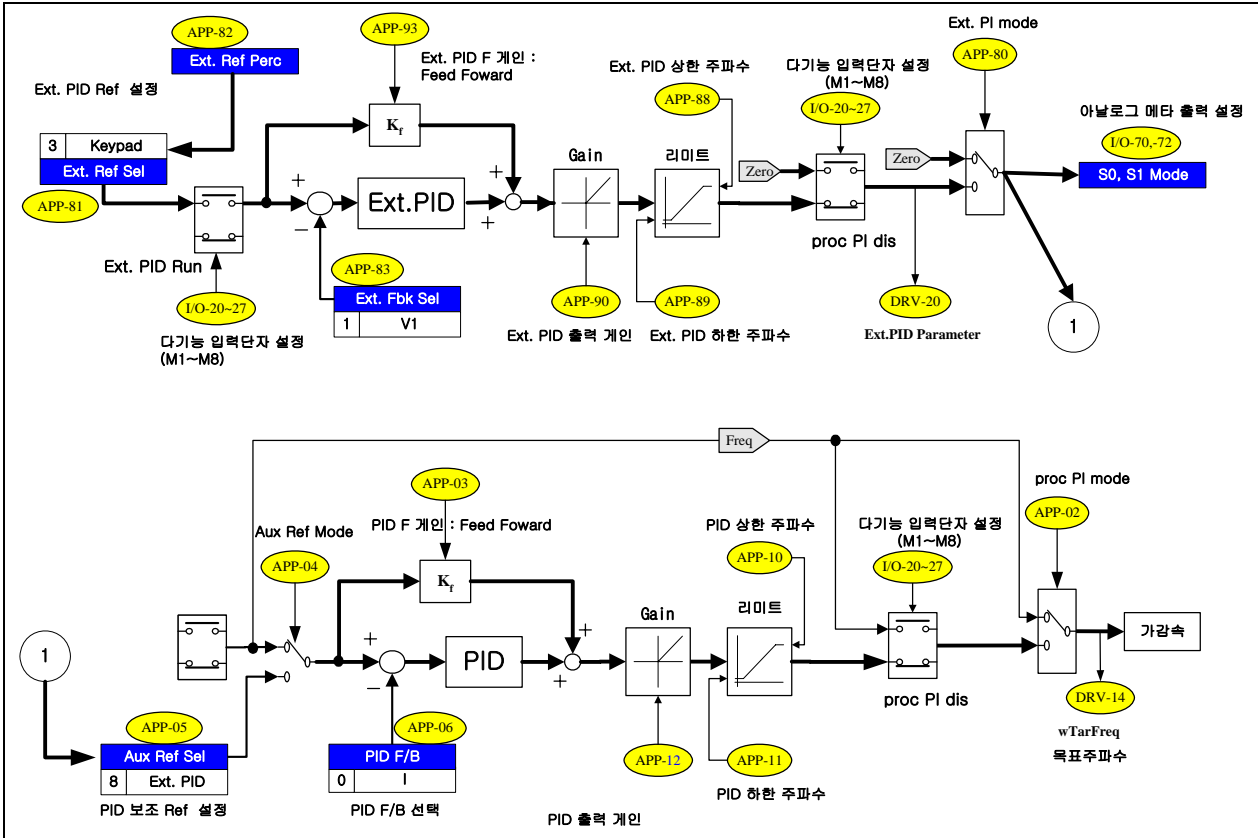 APP-82
Ext. Ref Perc
APP-93
Ext. PID F 게인 :
Feed Foward
Ext. PI mode
APP-80
Ext. PID Ref 설정
Ext. PID 상한 주파수
APP-88
다기능 입력단자 설정
(M1~M8)
I/O-20~27
아날로그 메타 출력 설정
I/O-70,-72
S0, S1 Mode
3 Keypad
Ext. Ref Sel
APP-81
Kf
Gain
리미트
Zero
Zero
+
−
Ext.PID
+
+
Ext. PID Run
I/O-20~27
다기능 입력단자 설정
(M1~M8)
APP-83
Ext. Fbk Sel
1 V1
APP-90
Ext. PID 출력 게인
APP-89
Ext. PID 하한 주파수
proc PI dis
DRV-20
Ext.PID Parameter
1
Freq
APP-03
PID F 게인 : Feed Foward
Aux Ref Mode
APP-04
Kf
PID 상한 주파수
APP-10
다기능 입력단자 설정
(M1~M8)
I/O-20~27
proc PI mode
APP-02
Gain
리미트
가감속
1
+
−
PID
+
+
proc PI dis
DRV-14
wTarFreq
목표주파수
APP-05
Aux Ref Sel
8 Ext. PID
PID 보조 Ref 설정
APP-06
PID F/B
0 I
PID F/B 선택
APP-12
PID 출력 게인
APP-11
PID 하한 주파수